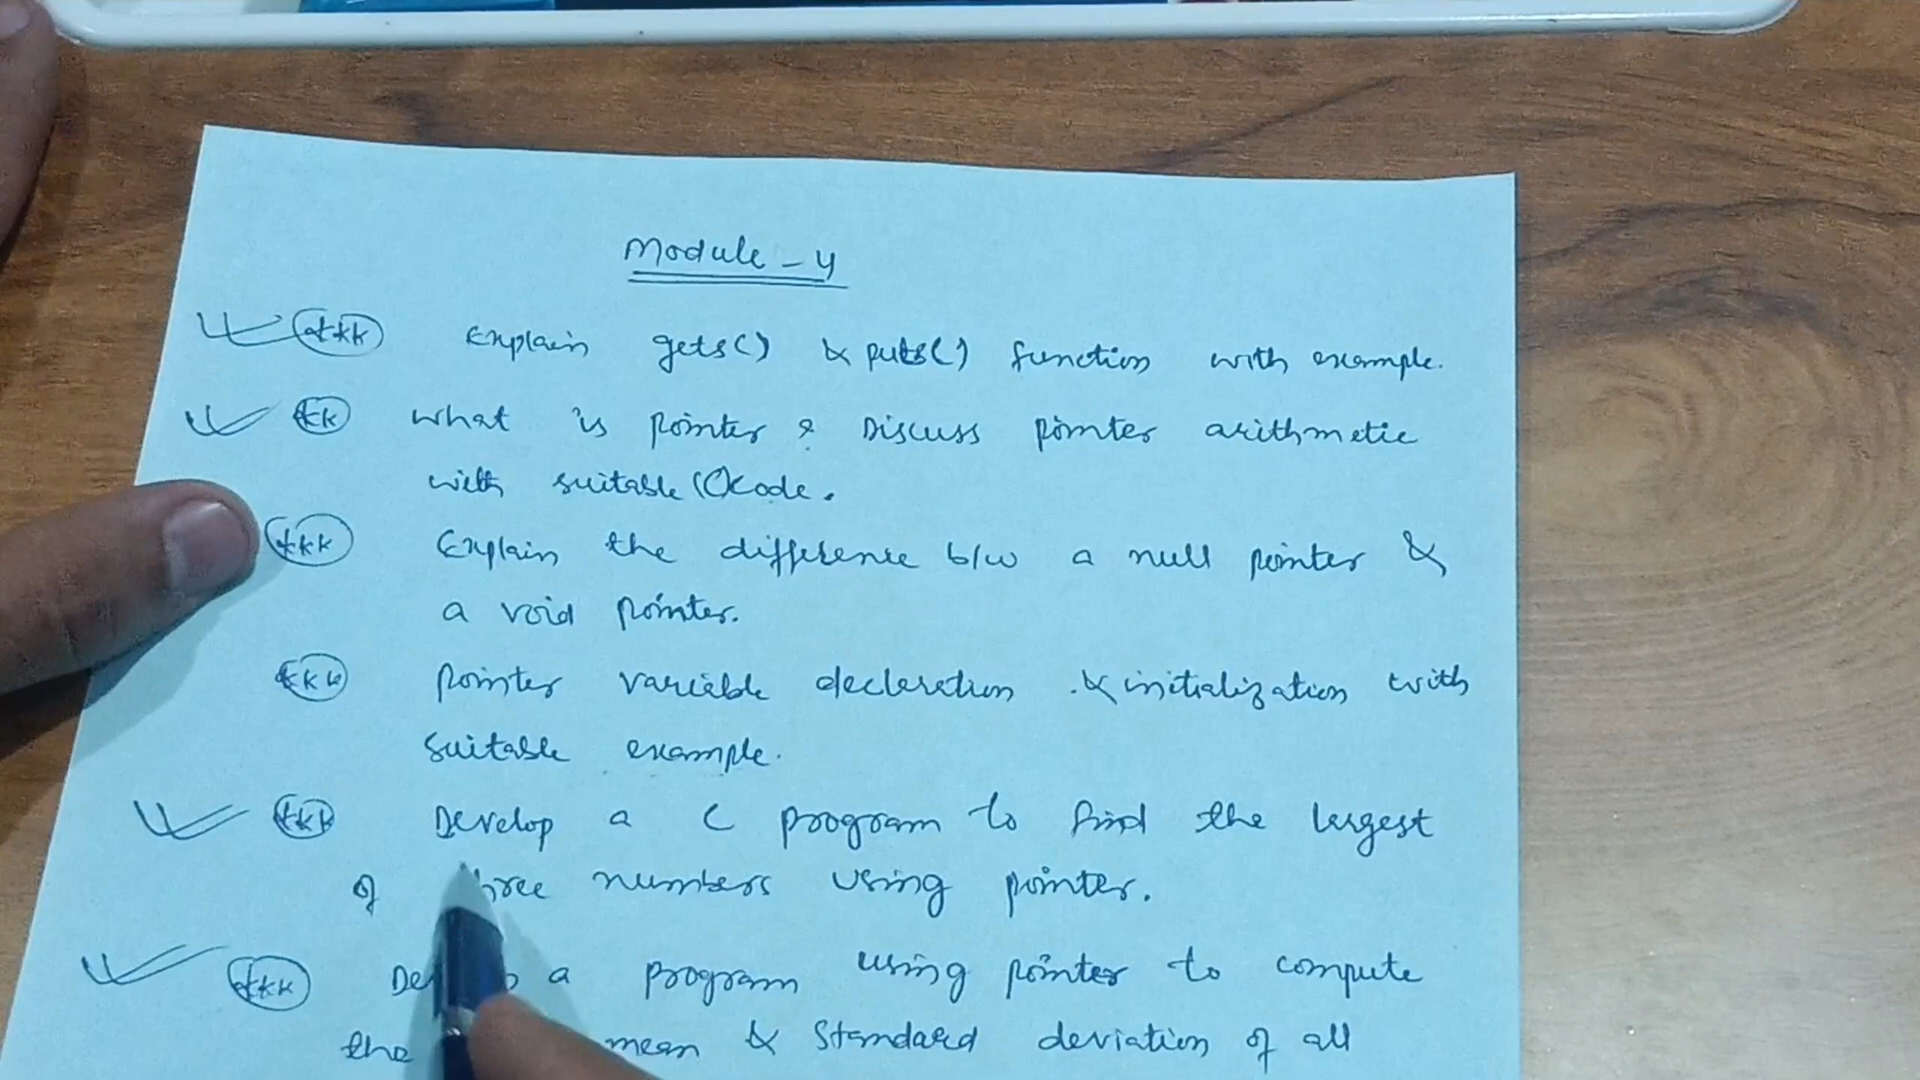 Module - 4
*** Explain gets() & puts() function with example.
** What is pointer? Discuss pointer arithmetic
with suitable (C)code.
*** Explain the difference b/w a null pointer &
a void pointer.
*** Pointer variable declaration & initialization with
suitable example.
*** Develop a C program to find the largest
of three numbers using pointer.
*** a program using pointer to compute
the mean & Standard deviation of all